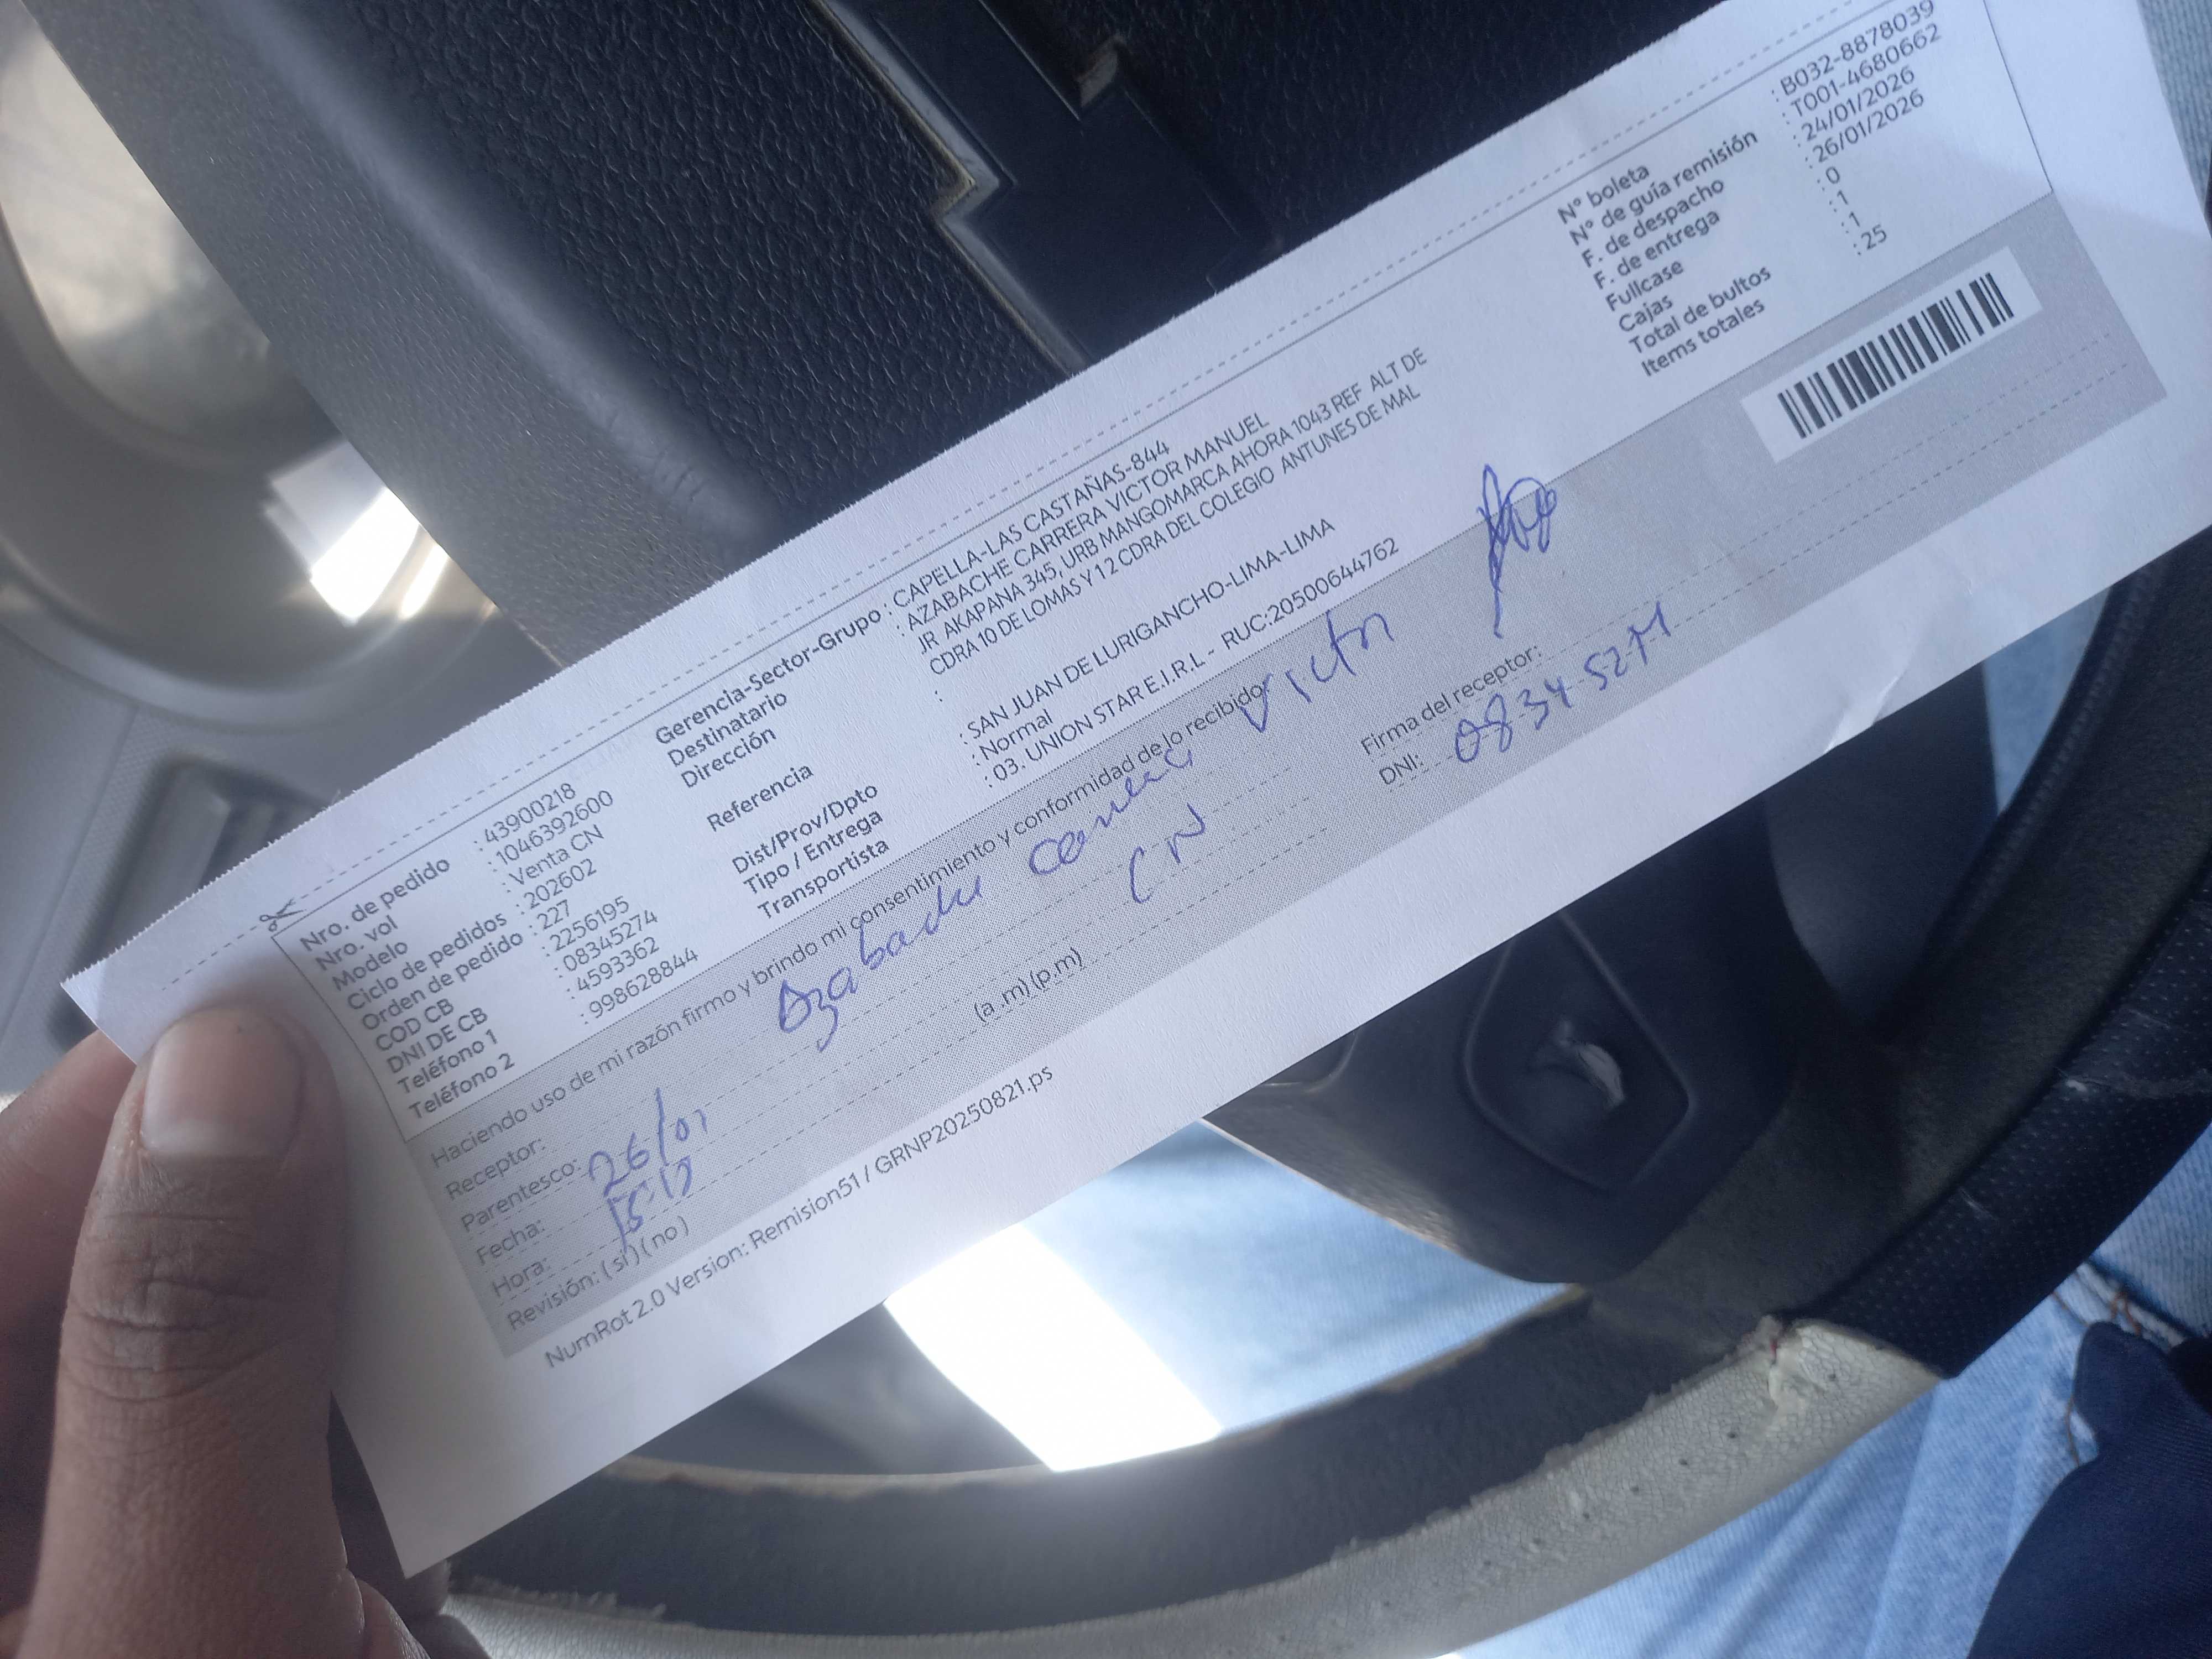 Nro. de pedido : 43900218
Nro. vol : 1046392600
Modelo : Venta CN
Ciclo de pedidos : 202602
Orden de pedido : 227
COD CB : 2256195
DNI DE CB : 08345274
Teléfono 1 : 4593362
Teléfono 2 : 998628844
Gerencia-Sector-Grupo : CAPELLA-LAS CASTAÑAS-844
Destinatario : AZABACHE CARRERA VICTOR MANUEL
Dirección JR AKAPANA 345, URB MANGOMARCA AHORA 1043 REF ALT DE
CDRA 10 DE LOMAS Y 12 CDRA DEL COLEGIO ANTUNES DE MAL
Referencia :
Dist/Prov/Dpto : SAN JUAN DE LURIGANCHO-LIMA-LIMA
Tipo / Entrega : Normal
Transportista : 03. UNION STAR E.I.R.L - RUC:20500644762
N° boleta : B032-8878039
N° de guía remisión : T001-4680662
F. de despacho : 24/01/2026
F. de entrega : 26/01/2026
Fullcase : 0
Cajas : 1
Total de bultos : 1
Items totales : 25
Haciendo uso de mi razón firmo y brindo mi consentimiento y conformidad de lo recibido:
Receptor: Victor
Parentesco: CN
Fecha: 26/01
Hora: 15:12 (a .m) (p.m)
Revisión: ( si ) ( no )
Firma del receptor:
DNI: 08345274
NumRot 2.0 Version: Remision51 / GRNP20250821.ps